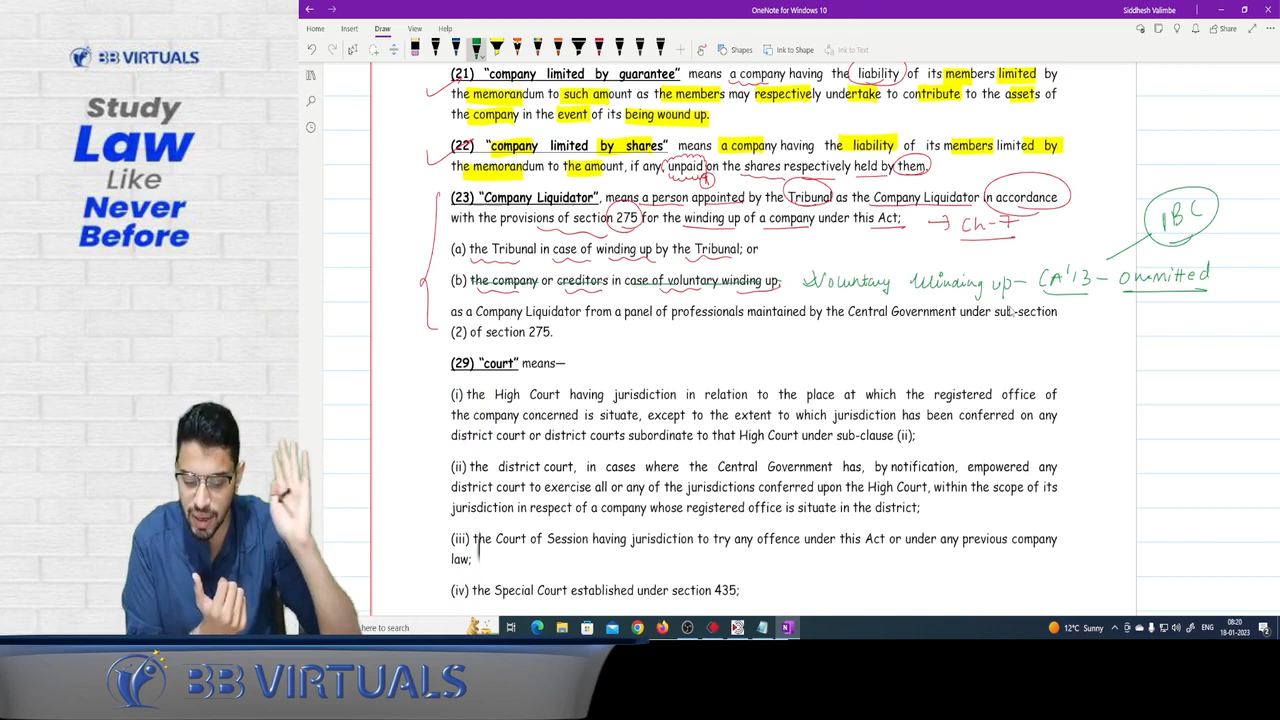 BB VIRTUALS
Study
Law
Like
Never
Before
OneNote for Windows 10
Siddhesh Valimbe
Home Insert Draw View Help
Share
Shapes Ink to Shape Ink to Text
(21) “company limited by guarantee” means a company having the liability of its members limited by
the memorandum to such amount as the members may respectively undertake to contribute to the assets of
the company in the event of its being wound up.
(22) “company limited by shares” means a company having the liability of its members limited by
the memorandum to the amount, if any, unpaid on the shares respectively held by them.
(23) “Company Liquidator”, means a person appointed by the Tribunal as the Company Liquidator in accordance
with the provisions of section 275 for the winding up of a company under this Act; → Ch-7
IBC
(a) the Tribunal in case of winding up by the Tribunal; or
(b) the company or creditors in case of voluntary winding up, Voluntary Winding up – CA'13 – Ommitted
as a Company Liquidator from a panel of professionals maintained by the Central Government under sub-section
(2) of section 275.
(29) “court” means—
(i) the High Court having jurisdiction in relation to the place at which the registered office of
the company concerned is situate, except to the extent to which jurisdiction has been conferred on any
district court or district courts subordinate to that High Court under sub-clause (ii);
(ii) the district court, in cases where the Central Government has, by notification, empowered any
district court to exercise all or any of the jurisdictions conferred upon the High Court, within the scope of its
jurisdiction in respect of a company whose registered office is situate in the district;
(iii) the Court of Session having jurisdiction to try any offence under this Act or under any previous company
law;
(iv) the Special Court established under section 435;
here to search
12°C Sunny
ENG
08:20
18-01-2023
BB VIRTUALS